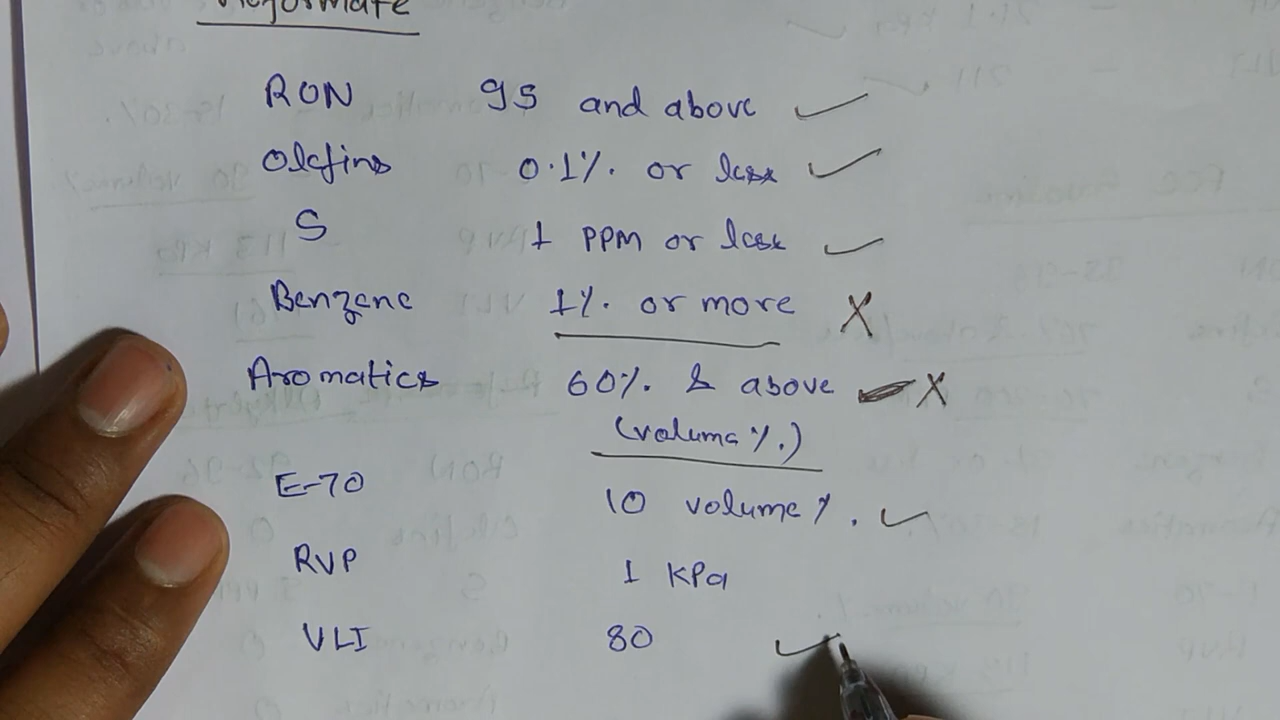 Reformate
RON 95 and above
Olefins 0.1% or less
S 1 PPM or less
Benzene 1% or more X
Aromatics 60% & above X
(volume %)
E-70 10 volume %.
RVP 1 KPa
VLI 80